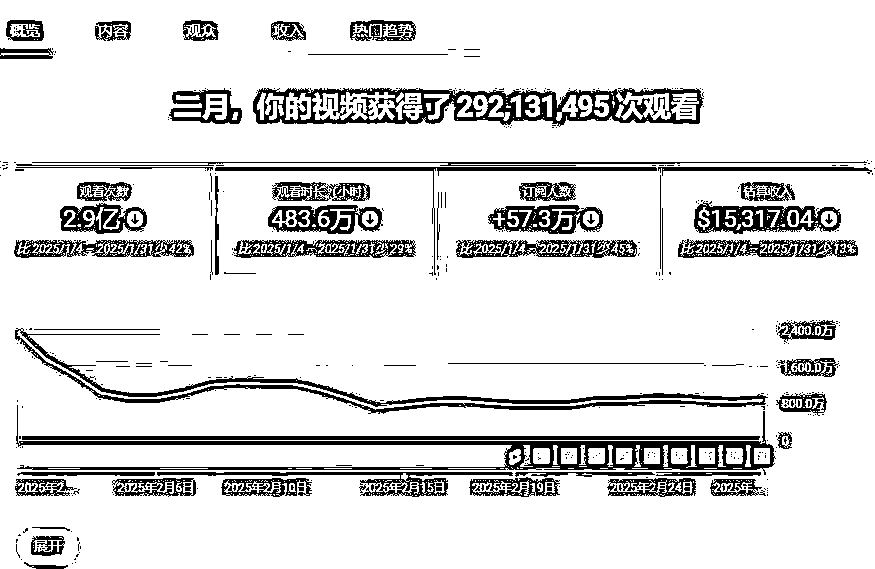 概览 内容 观众 收入 热门趋势
二月，你的视频获得了 292,131,495 次观看
观看次数 观看时长（小时） 订阅人数 估算收入
2.9亿 483.6万 +57.3万 $15,317.04
比 2025/1/4 – 2025/1/31 少 42% 比 2025/1/4 – 2025/1/31 少 29% 比 2025/1/4 – 2025/1/31 少 45% 比 2025/1/4 – 2025/1/31 少 13%
2,400.0万
1,600.0万
800.0万
0
2025年2... 2025年2月6日 2025年2月10日 2025年2月15日 2025年2月19日 2025年2月24日 2025年...
展开